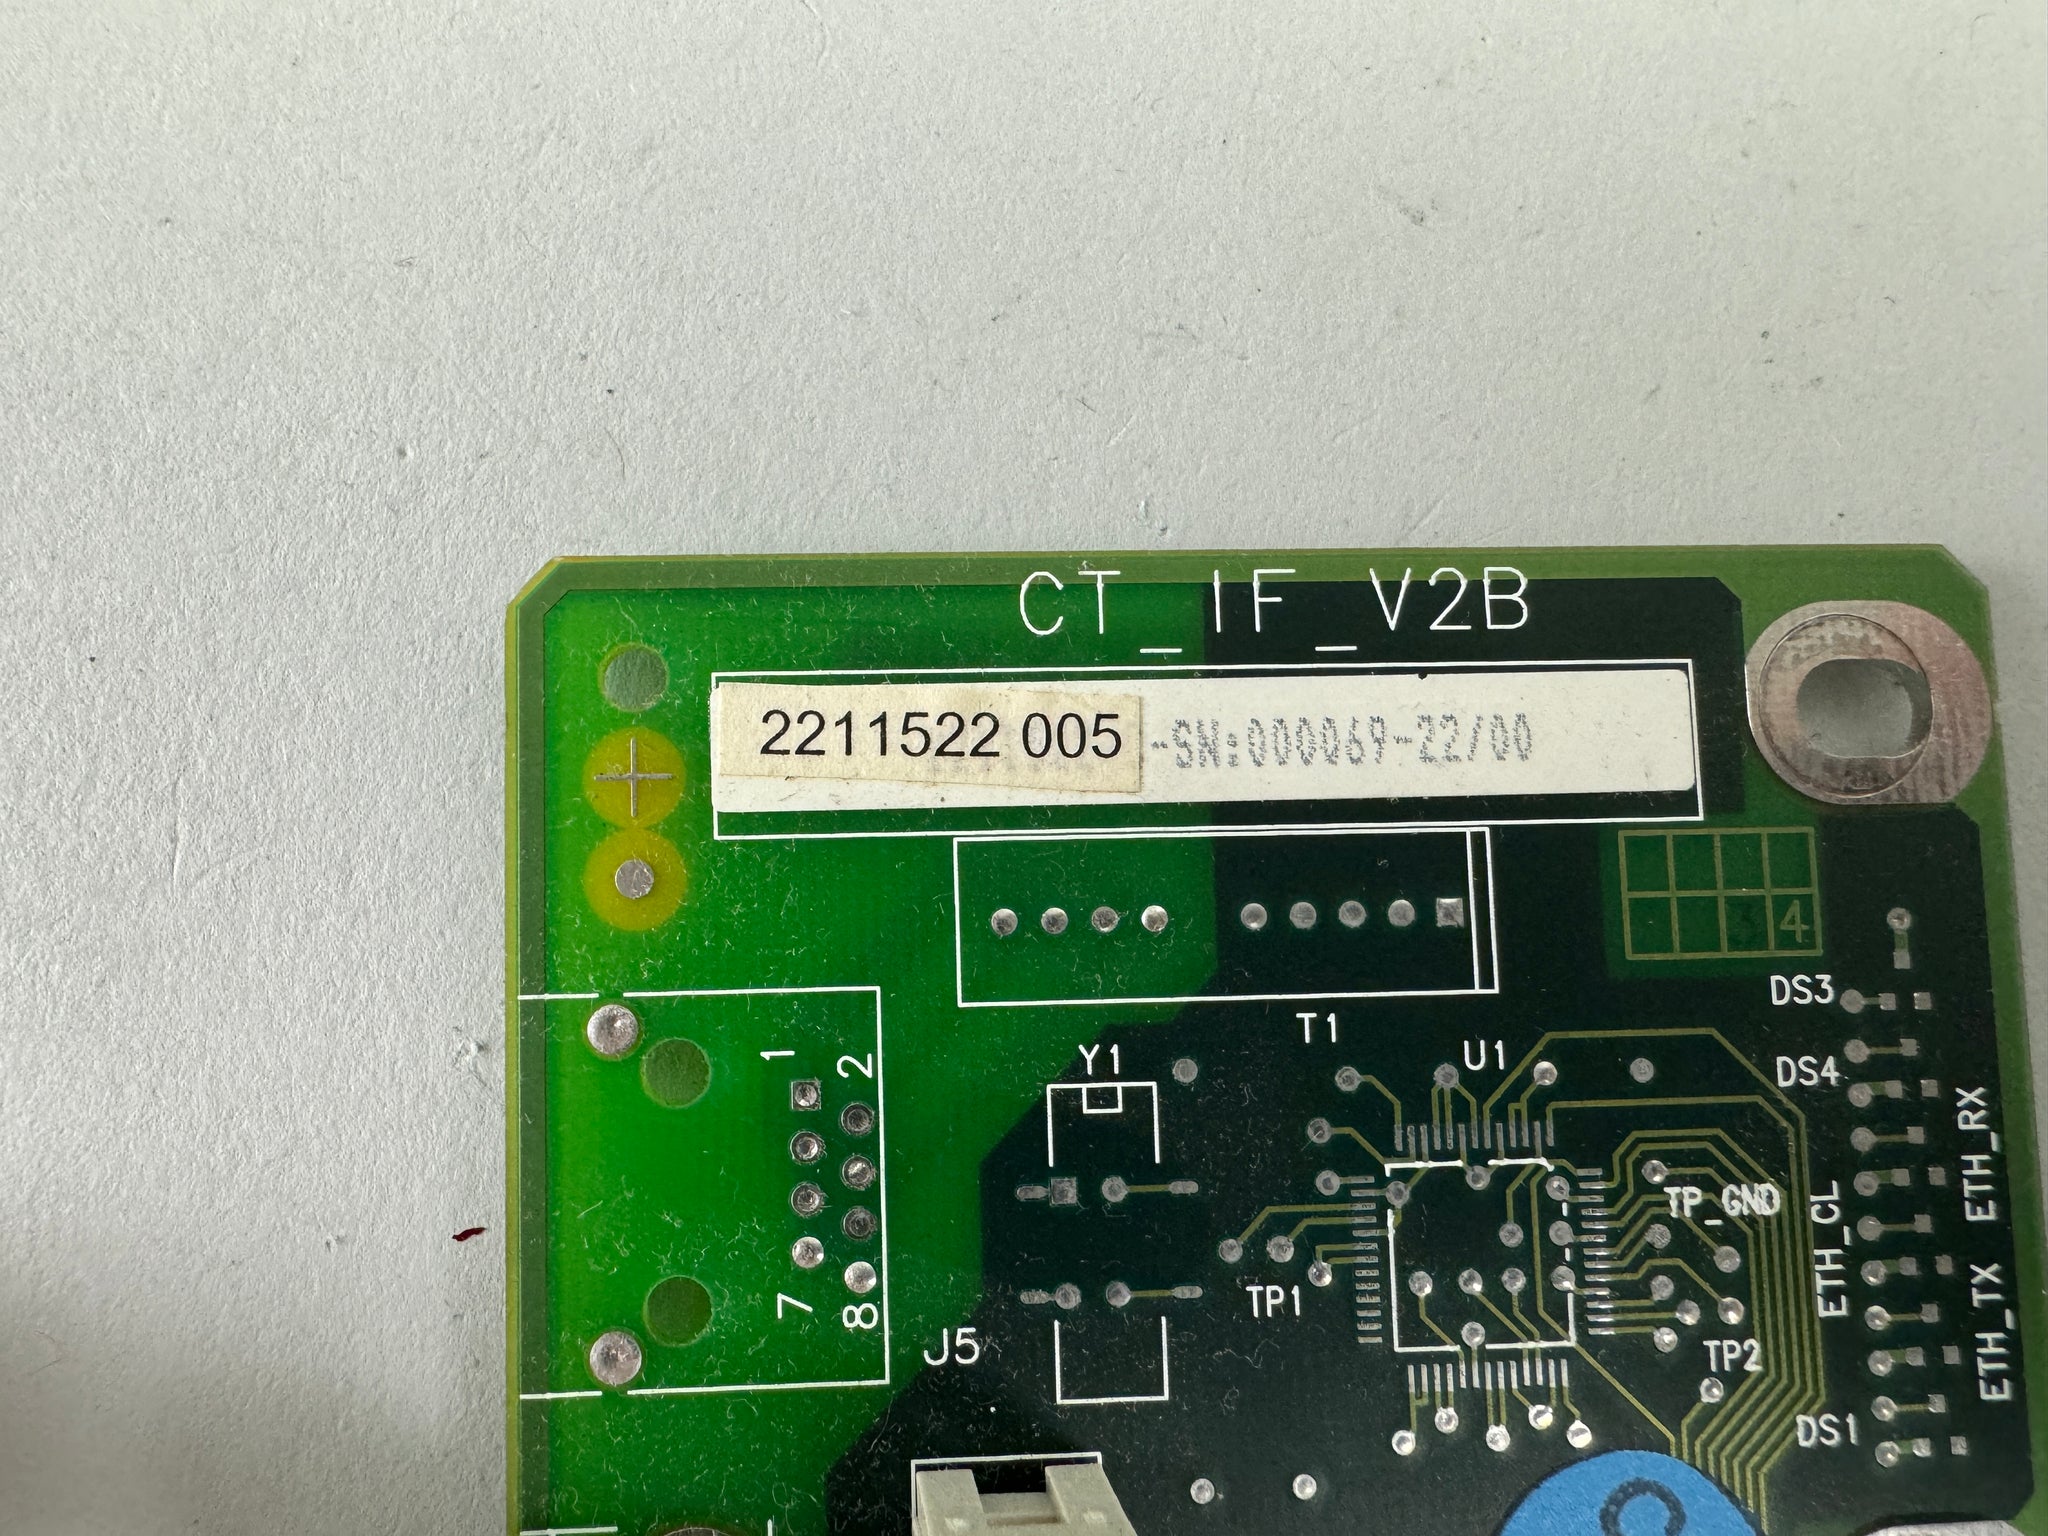 CT_IF_V2B
2211522 005
4
DS3
T1
1
2
Y1
U1
DS4
ETH_RX
TP_GND
ETH_CL
7
8
TP1
J5
TP2
ETH_TX
DS1